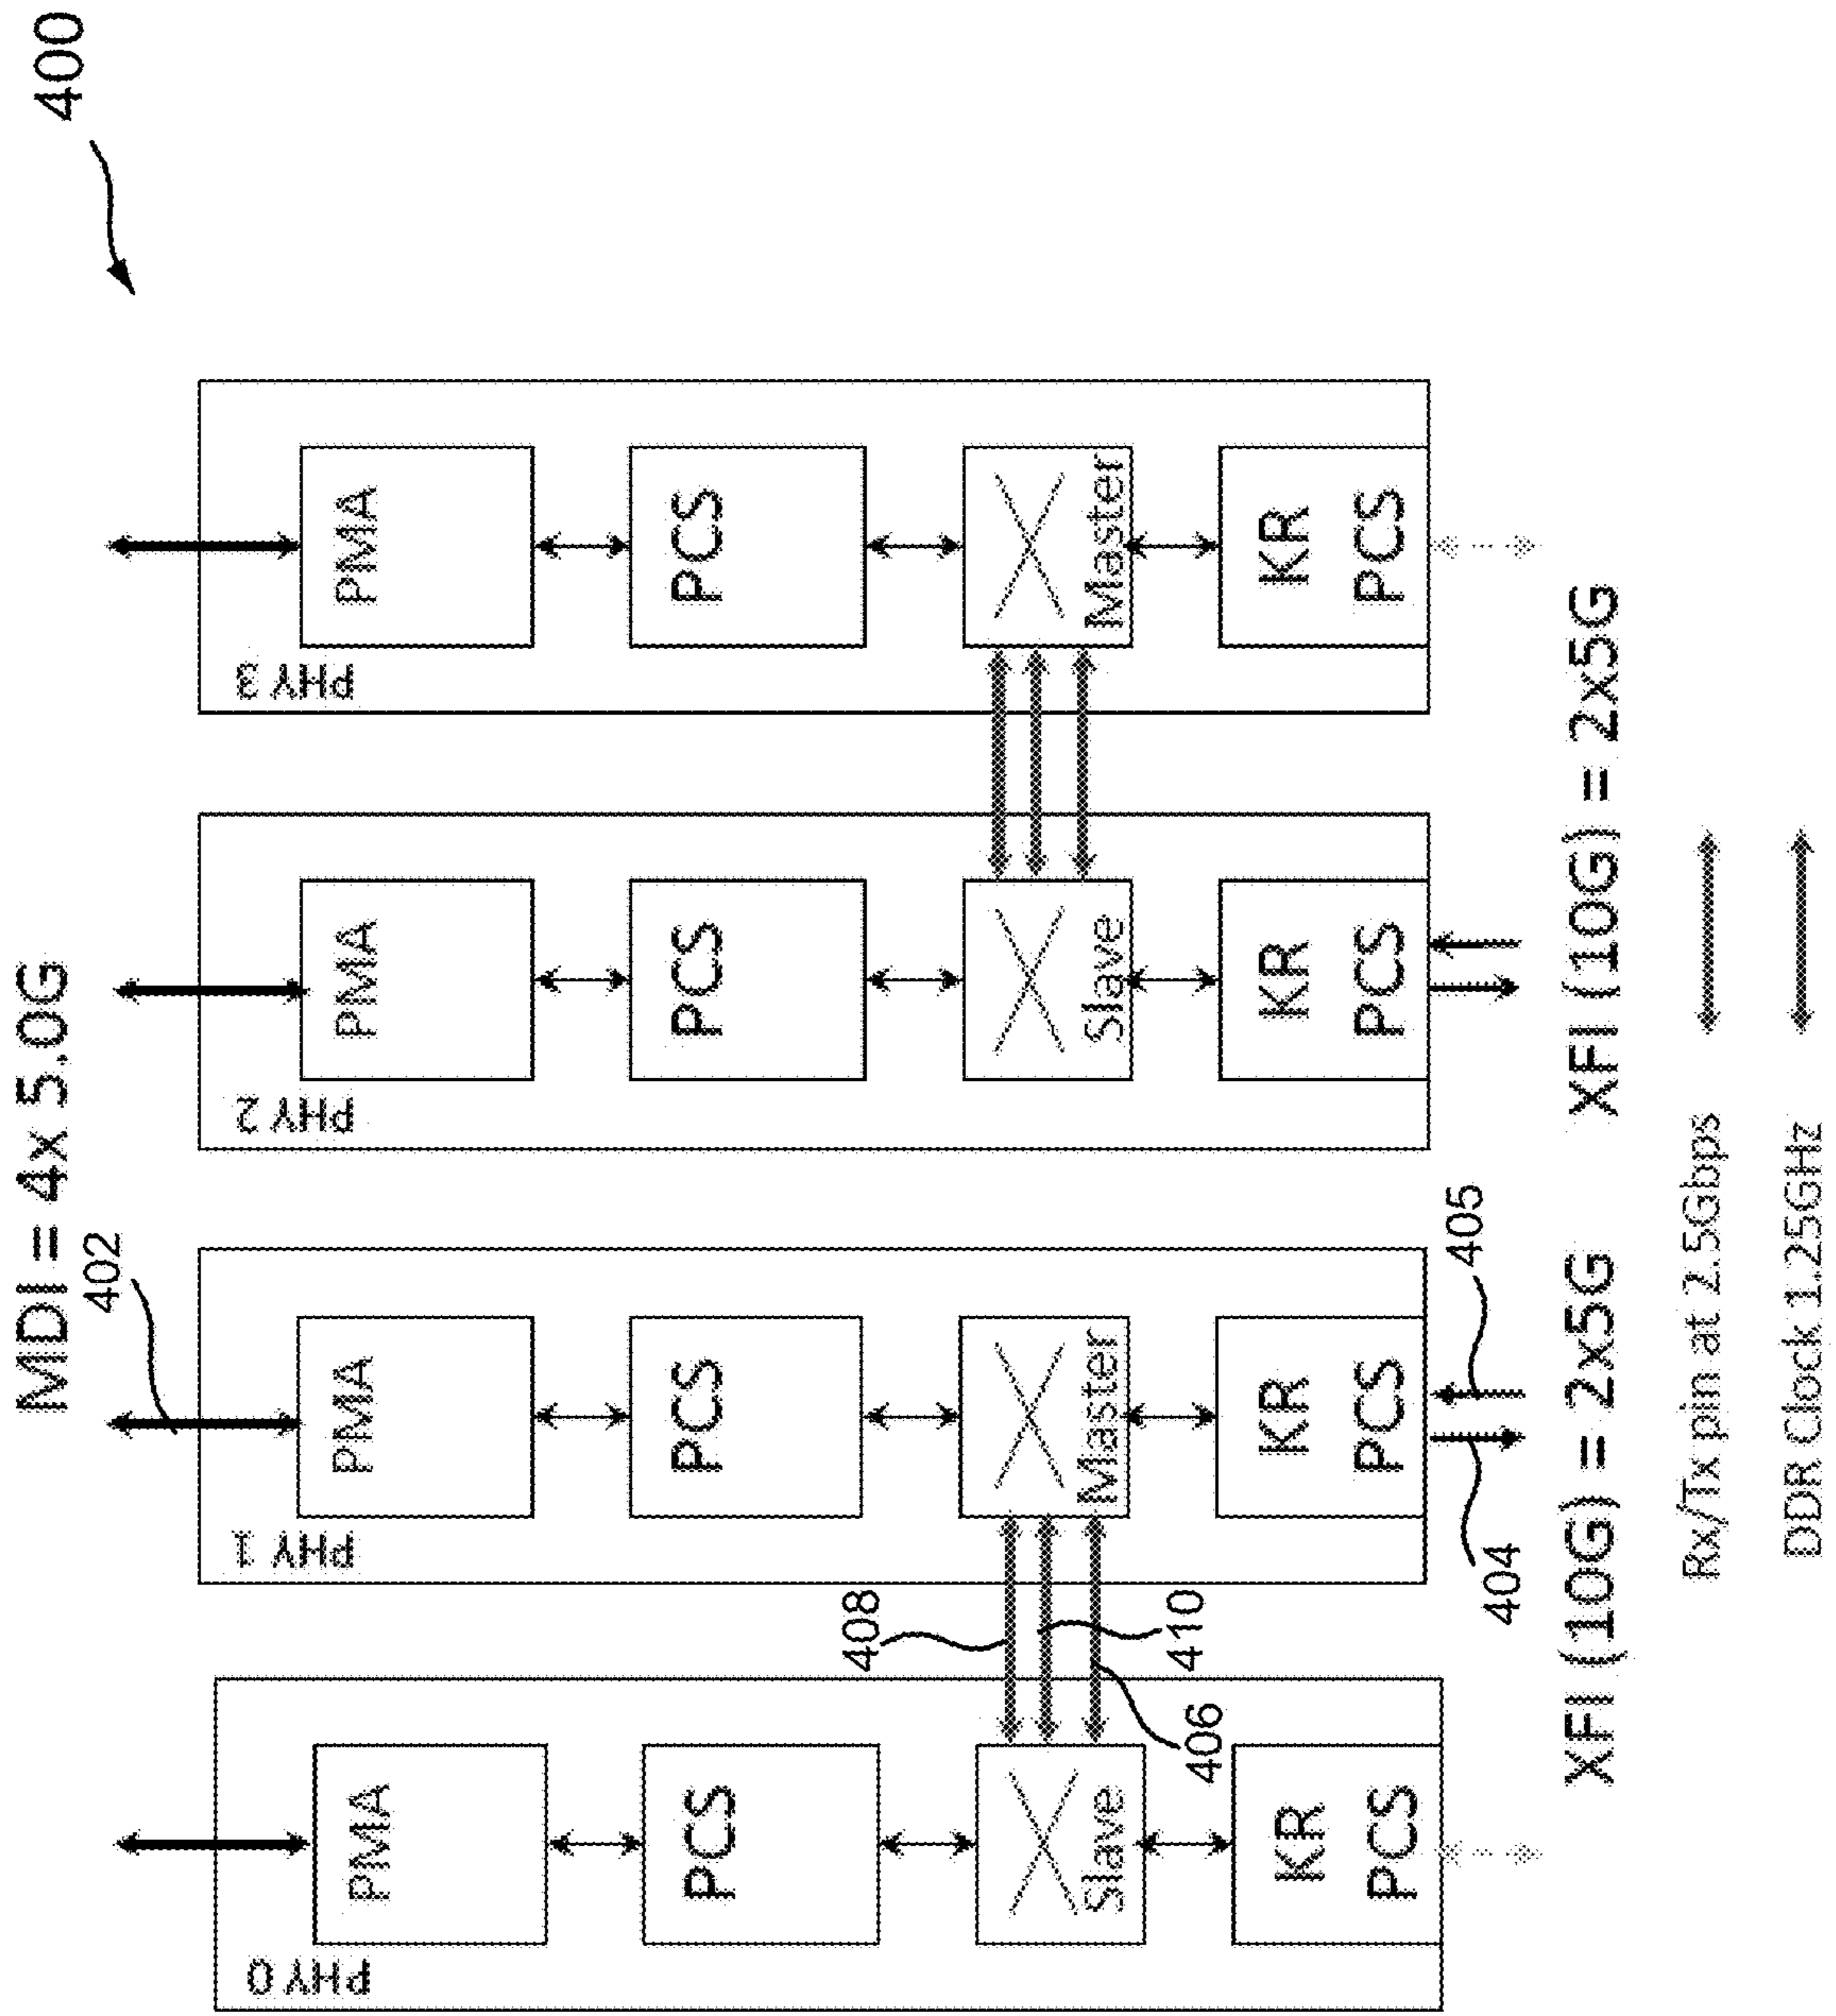 400
MDI = 4x 5.0G
402
PHY 0
PMA
PCS
Slave
KR
PCS
PHY 1
PMA
PCS
Master
KR
PCS
PHY 2
PMA
PCS
Slave
KR
PCS
PHY 3
PMA
PCS
Master
KR
PCS
408
410
406
404
405
XFI (10G) = 2x5G
XFI (10G) = 2x5G
Rx/Tx pin at 2.5Gbps
DDR Clock 1.25GHz